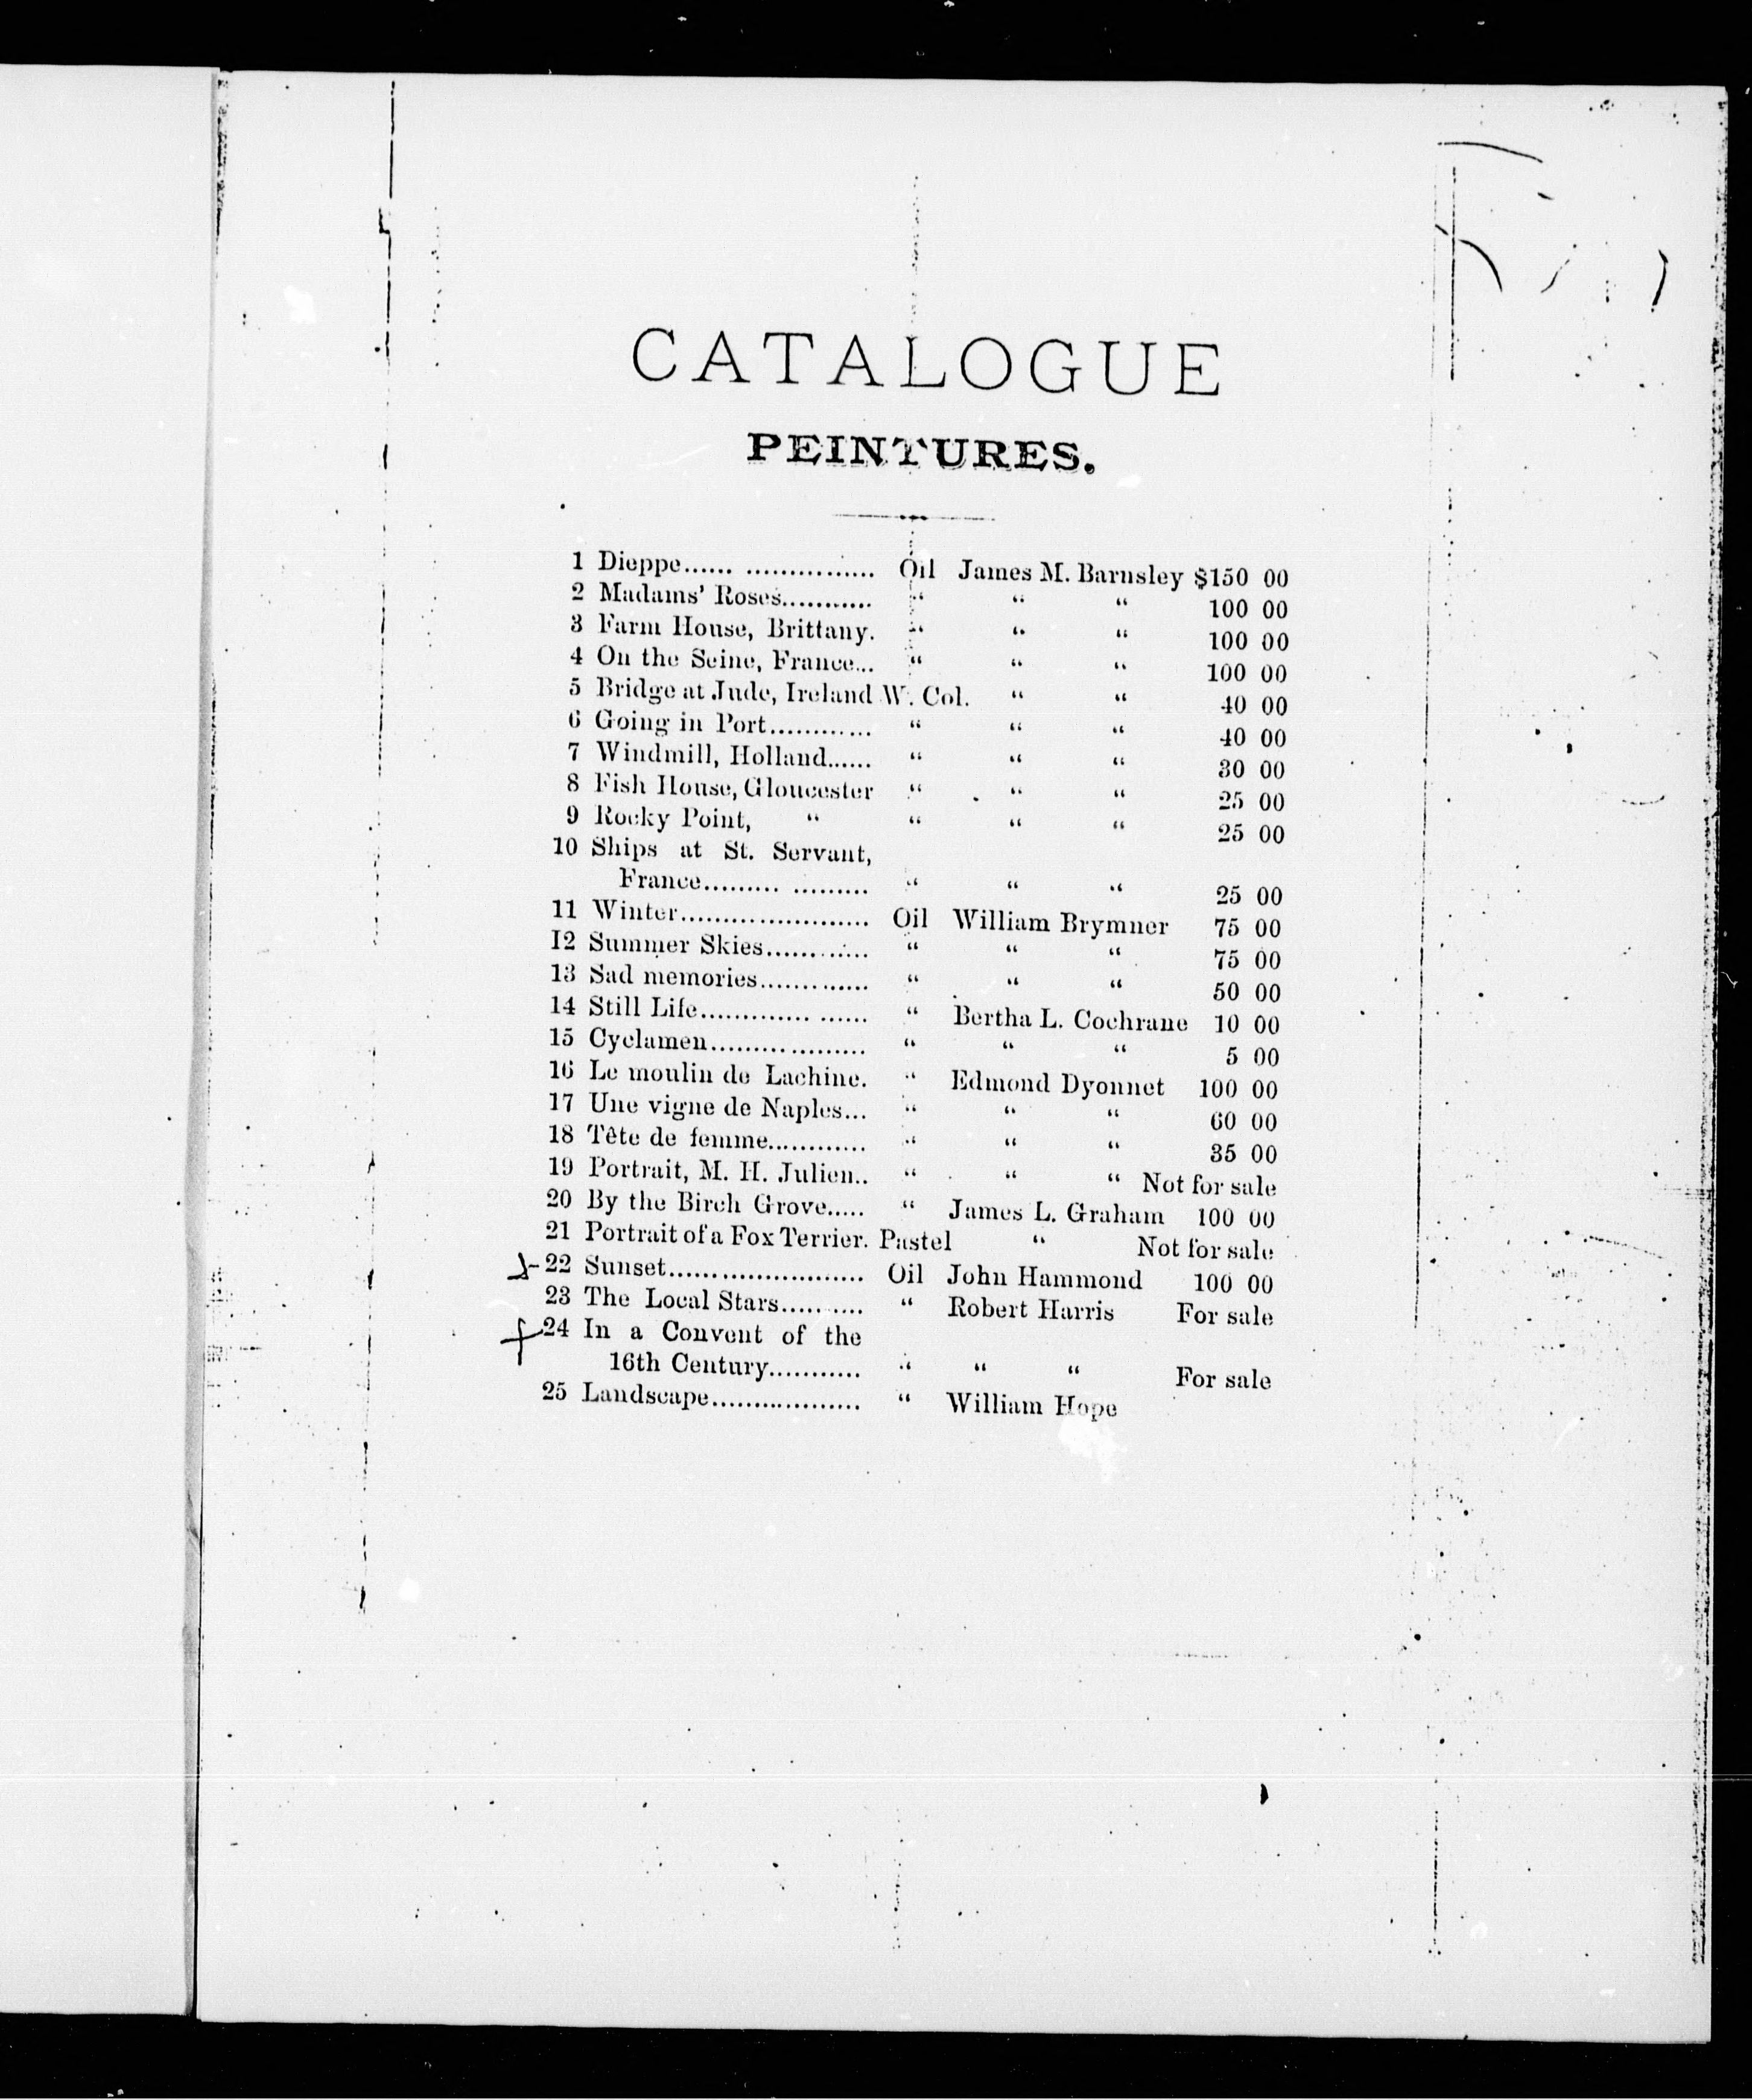 CATALOGUE
PEINTURES.
1 Dieppe...... ................ Oil James M. Barnsley $150 00
2 Madams' Roses............ “ “ “ 100 00
3 Farm House, Brittany. “ “ “ 100 00
4 On the Seine, France... “ “ “ 100 00
5 Bridge at Jude, Ireland W. Col. “ “ 40 00
6 Going in Port............ “ “ “ 40 00
7 Windmill, Holland...... “ “ “ 30 00
8 Fish House, Gloucester “ “ “ 25 00
9 Rocky Point, “ “ “ “ 25 00
10 Ships at St. Servant,
France.......... ......... “ “ “ 25 00
11 Winter....................... Oil William Brymner 75 00
12 Summer Skies............. “ “ “ 75 00
13 Sad memories............. “ “ “ 50 00
14 Still Life............. ...... “ Bertha L. Cochrane 10 00
15 Cyclamen................... “ “ “ 5 00
16 Le moulin de Lachine. “ Edmond Dyonnet 100 00
17 Une vigne de Naples... “ “ “ 60 00
18 Tête de femme............ “ “ “ 35 00
19 Portrait, M. H. Julien.. “ “ “ Not for sale
20 By the Birch Grove..... “ James L. Graham 100 00
21 Portrait of a Fox Terrier. Pastel “ Not for sale
22 Sunset....................... Oil John Hammond 100 00
23 The Local Stars.......... “ Robert Harris For sale
24 In a Convent of the
16th Century........... “ “ “ For sale
25 Landscape.................. “ William Hope